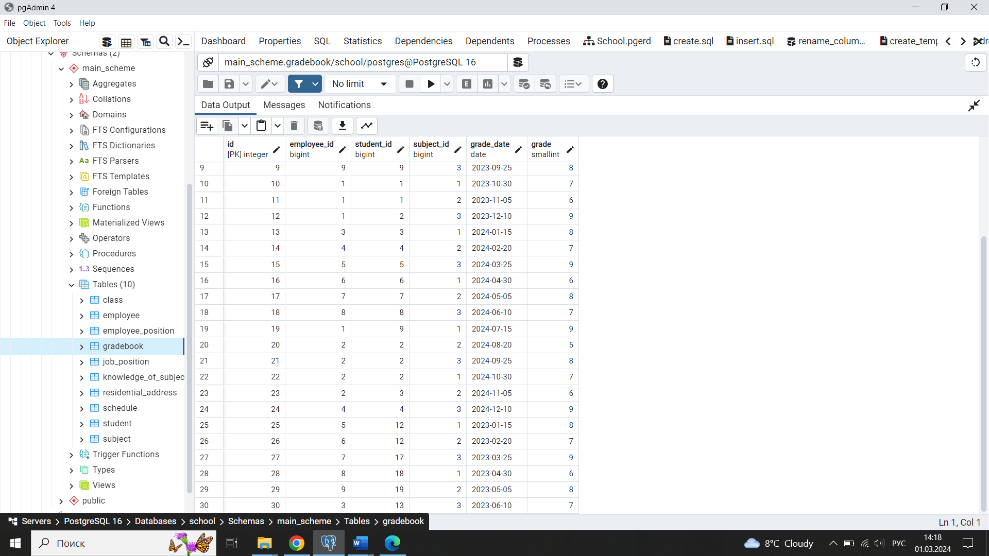 pgAdmin 4
File Object Tools Help
Object Explorer
Dashboard Properties SQL Statistics Dependencies Dependents Processes School.pgerd create.sql insert.sql rename_colum... create_temp
main_scheme.gradebook/school/postgres@PostgreSQL 16
No limit
Data Output Messages Notifications
Schemas (2)
main_scheme
Aggregates
Collations
Domains
FTS Configurations
FTS Dictionaries
FTS Parsers
FTS Templates
Foreign Tables
Functions
Materialized Views
Operators
Procedures
1..3 Sequences
Tables (10)
class
employee
employee_position
gradebook
job_position
knowledge_of_subjec
residential_address
schedule
student
subject
Trigger Functions
Types
Views
public
id employee_id student_id subject_id grade_date grade
[PK] integer bigint bigint bigint date smallint
9 9 9 9 3 2023-09-25 8
10 10 1 1 1 2023-10-30 7
11 11 1 1 2 2023-11-05 6
12 12 1 2 3 2023-12-10 9
13 13 3 3 1 2024-01-15 8
14 14 4 4 2 2024-02-20 7
15 15 5 5 3 2024-03-25 9
16 16 6 6 1 2024-04-30 6
17 17 7 7 2 2024-05-05 8
18 18 8 8 3 2024-06-10 7
19 19 1 9 1 2024-07-15 9
20 20 2 2 2 2024-08-20 5
21 21 2 2 3 2024-09-25 8
22 22 2 2 1 2024-10-30 7
23 23 2 3 2 2024-11-05 6
24 24 4 4 3 2024-12-10 9
25 25 5 12 1 2023-01-15 8
26 26 6 12 2 2023-02-20 7
27 27 7 17 3 2023-03-25 9
28 28 8 18 1 2023-04-30 6
29 29 9 19 2 2023-05-05 8
30 30 3 13 3 2023-06-10 7
Servers > PostgreSQL 16 > Databases > school > Schemas > main_scheme > Tables > gradebook
Ln 1, Col 1
Поиск
8°C Cloudy
РУС
14:18
01.03.2024